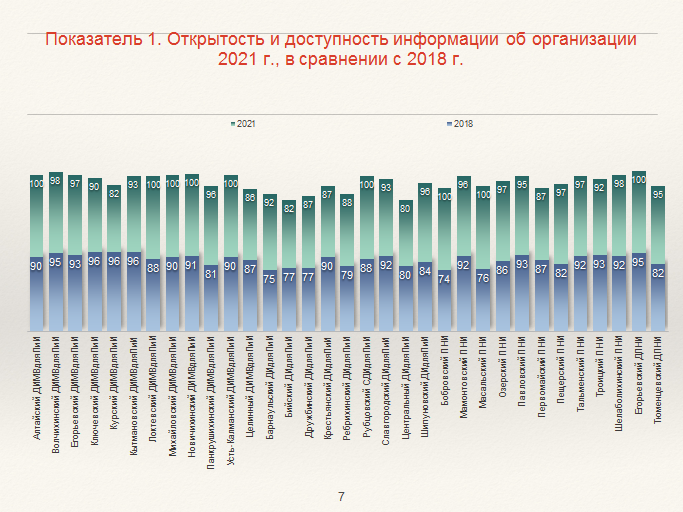 Показатель 1. Открытость и доступность информации об организации
2021 г., в сравнении с 2018 г.
2021 2018
100 98 97 90 82 93 100 100 100 96 100 86 92 82 87 87 88 100 93 80 96 100 96 100 97 95 87 97 97 92 98 100 95
90 95 93 96 96 96 88 90 91 81 90 87 75 77 77 90 79 88 92 80 84 74 92 76 86 93 87 82 92 93 92 95 82
Алтайский ДИМВдляПиИ
Волчихинский ДИМВдляПиИ
Егорьевский ДИМВдляПиИ
Ключевский ДИМВдляПиИ
Курский ДИМВдляПиИ
Кытмановский ДИМВдляПиИ
Локтевский ДИМВдляПиИ
Михайловский ДИМВдляПиИ
Новичихинский ДИМВдляПиИ
Панкрушихинский ДИМВдляПиИ
Усть-Калманский ДИМВдляПиИ
Целинный ДИМВдляПиИ
Барнаульский ДИдляПиИ
Бийский ДИдляПиИ
Дружбинский ДИдляПиИ
Крестьянский ДИдляПиИ
Ребрихинский ДИдляПиИ
Рубцовский СДИдляПиИ
Славгородский ДИдляПиИ
Центральный ДИдляПиИ
Шипуновский ДИдляПиИ
Бобровский ПНИ
Мамонтовский ПНИ
Масальский ПНИ
Озерский ПНИ
Павловский ПНИ
Первомайский ПНИ
Пещерский ПНИ
Тальменский ПНИ
Троицкий ПНИ
Шелаболихинский ПНИ
Егорьевский ДПНИ
Тюменцевский ДПНИ
7